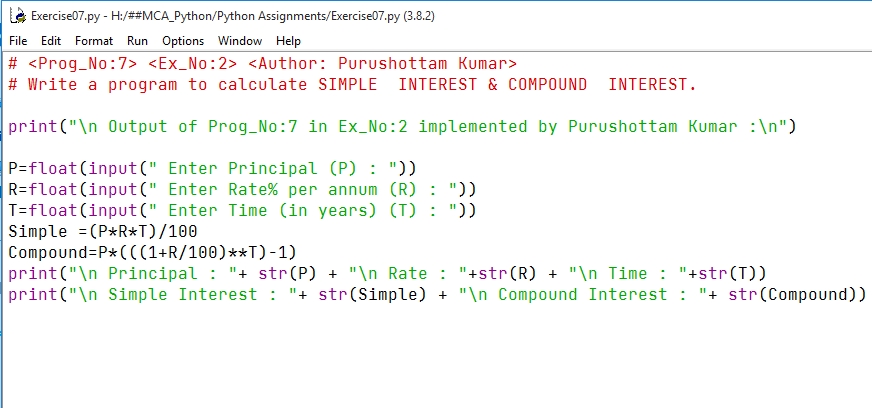 Exercise07.py - H:/##MCA_Python/Python Assignments/Exercise07.py (3.8.2)
File Edit Format Run Options Window Help
# <Prog_No:7> <Ex_No:2> <Author: Purushottam Kumar>
# Write a program to calculate SIMPLE  INTEREST & COMPOUND  INTEREST.
print("\n Output of Prog_No:7 in Ex_No:2 implemented by Purushottam Kumar :\n")
P=float(input(" Enter Principal (P) : "))
R=float(input(" Enter Rate% per annum (R) : "))
T=float(input(" Enter Time (in years) (T) : "))
Simple =(P*R*T)/100
Compound=P*(((1+R/100)**T)-1)
print("\n Principal : "+ str(P) + "\n Rate : "+str(R) + "\n Time : "+str(T))
print("\n Simple Interest : "+ str(Simple) + "\n Compound Interest : "+ str(Compound))